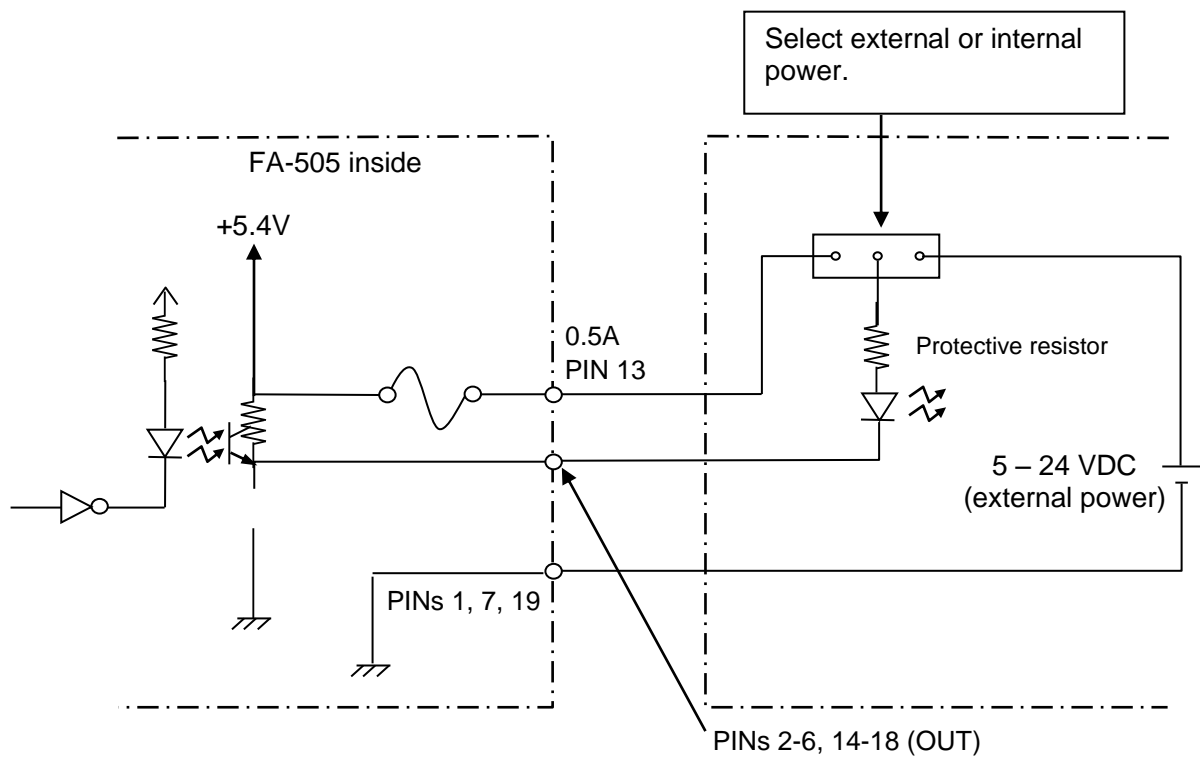 Select external or internal
power.
FA-505 inside
+5.4V
0.5A
PIN 13
Protective resistor
5 – 24 VDC
(external power)
PINs 1, 7, 19
PINs 2-6, 14-18 (OUT)